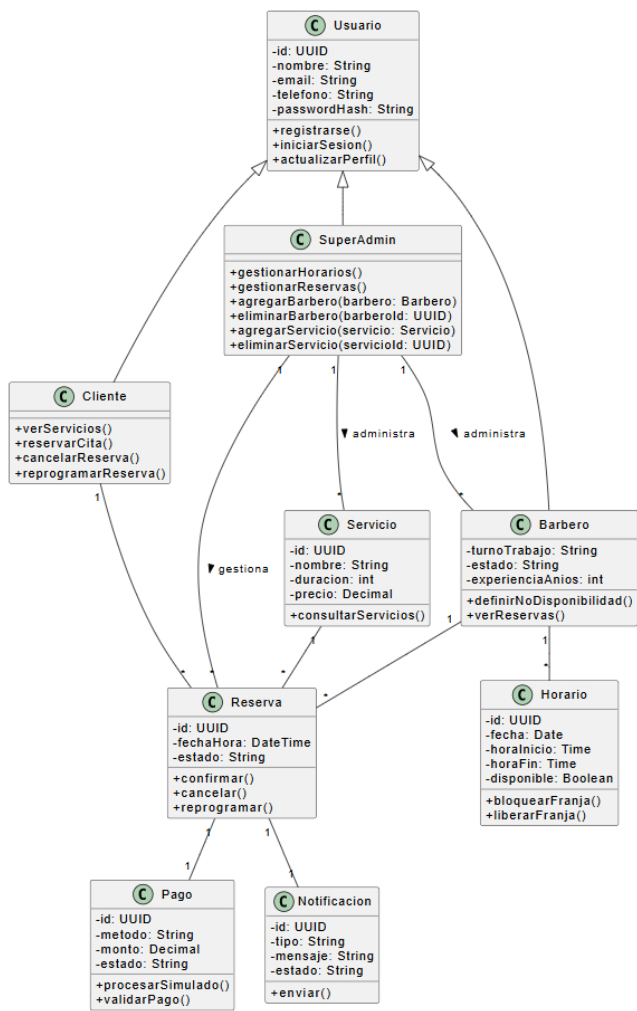 C Usuario
-id: UUID
-nombre: String
-email: String
-telefono: String
-passwordHash: String
+registrarse()
+iniciarSesion()
+actualizarPerfil()
C SuperAdmin
+gestionarHorarios()
+gestionarReservas()
+agregarBarbero(barbero: Barbero)
+eliminarBarbero(barberoId: UUID)
+agregarServicio(servicio: Servicio)
+eliminarServicio(servicioId: UUID)
1 1 1
C Cliente
+verServicios()
+reservarCita()
+cancelarReserva()
+reprogramarReserva()
1
administra
administra
* *
gestiona
C Servicio
-id: UUID
-nombre: String
-duracion: int
-precio: Decimal
+consultarServicios()
1
C Barbero
-turnoTrabajo: String
-estado: String
-experienciaAnios: int
+definirNoDisponibilidad()
+verReservas()
1 1
* * * * *
C Reserva
-id: UUID
-fechaHora: DateTime
-estado: String
+confirmar()
+cancelar()
+reprogramar()
1 1
C Horario
-id: UUID
-fecha: Date
-horaInicio: Time
-horaFin: Time
-disponible: Boolean
+bloquearFranja()
+liberarFranja()
1 1
C Pago
-id: UUID
-metodo: String
-monto: Decimal
-estado: String
+procesarSimulado()
+validarPago()
C Notificacion
-id: UUID
-tipo: String
-mensaje: String
-estado: String
+enviar()